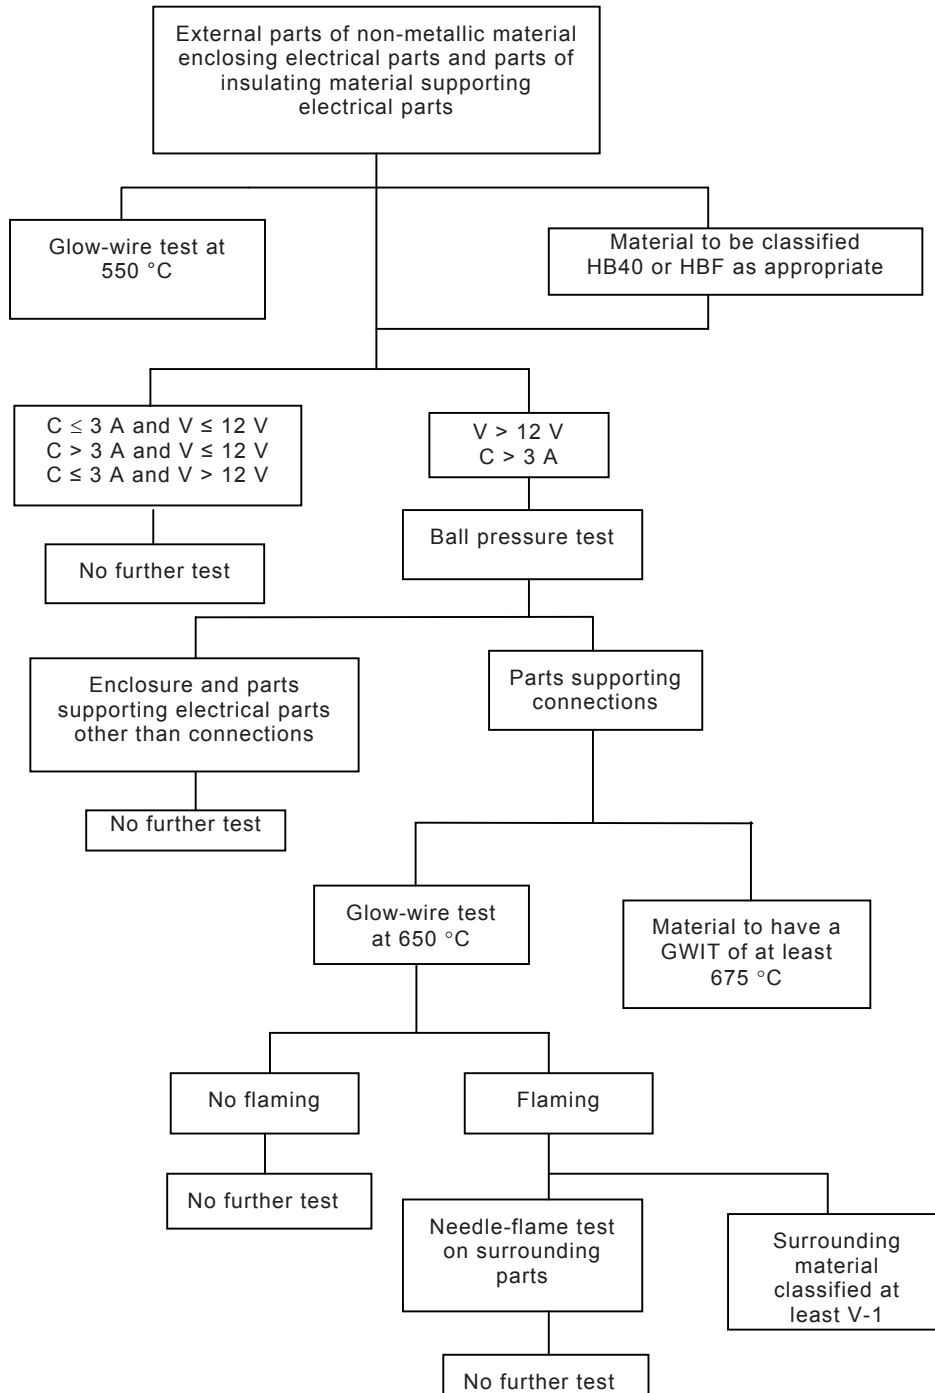 External parts of non-metallic material
enclosing electrical parts and parts of
insulating material supporting
electrical parts
Glow-wire test at
550 °C
Material to be classified
HB40 or HBF as appropriate
C ≤ 3 A and V ≤ 12 V
C > 3 A and V ≤ 12 V
C ≤ 3 A and V > 12 V
V > 12 V
C > 3 A
Ball pressure test
No further test
Enclosure and parts
supporting electrical parts
other than connections
Parts supporting
connections
No further test
Glow-wire test
at 650 °C
Material to have a
GWIT of at least
675 °C
No flaming
Flaming
No further test
Needle-flame test
on surrounding
parts
Surrounding
material
classified at
least V-1
No further test